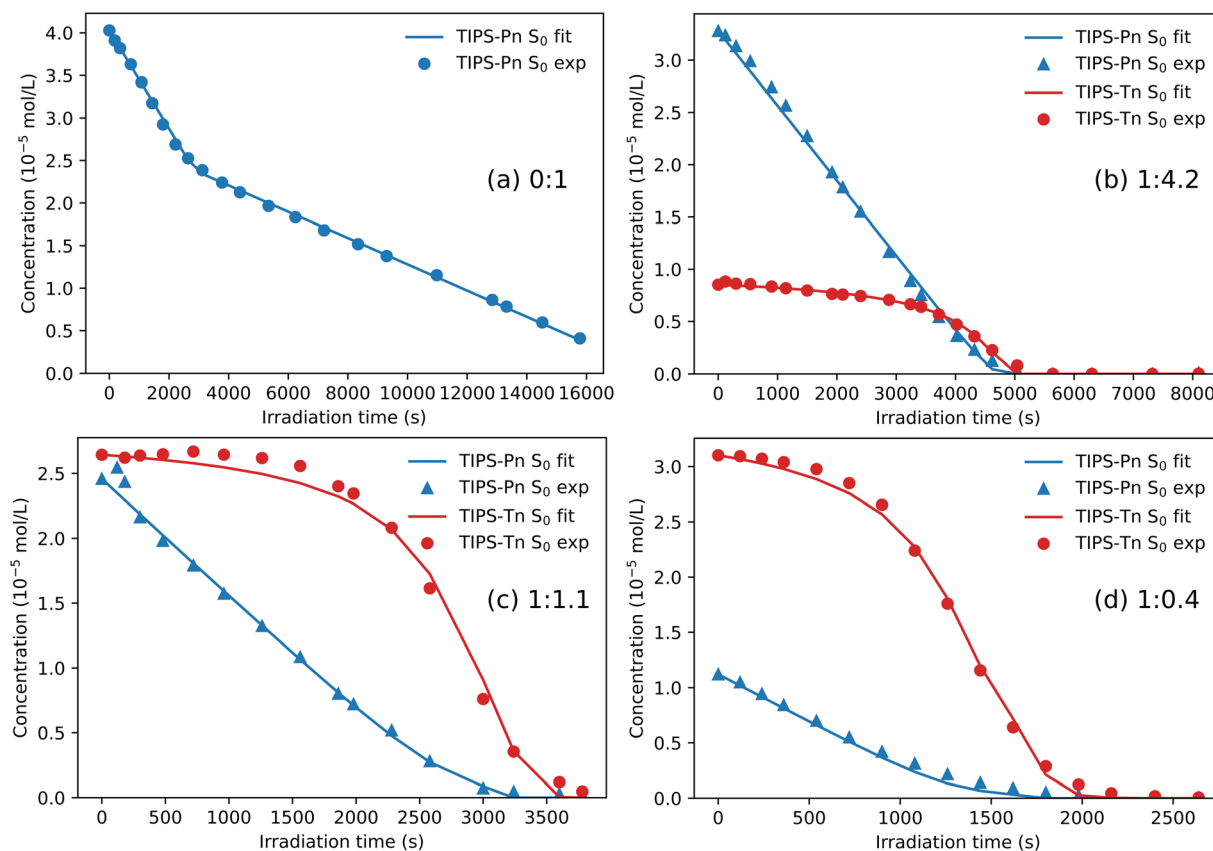 TIPS-Pn S₀ fit
TIPS-Pn S₀ exp
(a) 0:1
Concentration (10⁻⁵ mol/L)
4.0
3.5
3.0
2.5
2.0
1.5
1.0
0.5
0.0
0 2000 4000 6000 8000 10000 12000 14000 16000
Irradiation time (s)
TIPS-Pn S₀ fit
TIPS-Pn S₀ exp
TIPS-Tn S₀ fit
TIPS-Tn S₀ exp
(b) 1:4.2
Concentration (10⁻⁵ mol/L)
3.0
2.5
2.0
1.5
1.0
0.5
0.0
0 1000 2000 3000 4000 5000 6000 7000 8000
Irradiation time (s)
TIPS-Pn S₀ fit
TIPS-Pn S₀ exp
TIPS-Tn S₀ fit
TIPS-Tn S₀ exp
(c) 1:1.1
Concentration (10⁻⁵ mol/L)
2.5
2.0
1.5
1.0
0.5
0.0
0 500 1000 1500 2000 2500 3000 3500
Irradiation time (s)
TIPS-Pn S₀ fit
TIPS-Pn S₀ exp
TIPS-Tn S₀ fit
TIPS-Tn S₀ exp
(d) 1:0.4
Concentration (10⁻⁵ mol/L)
3.0
2.5
2.0
1.5
1.0
0.5
0.0
0 500 1000 1500 2000 2500
Irradiation time (s)